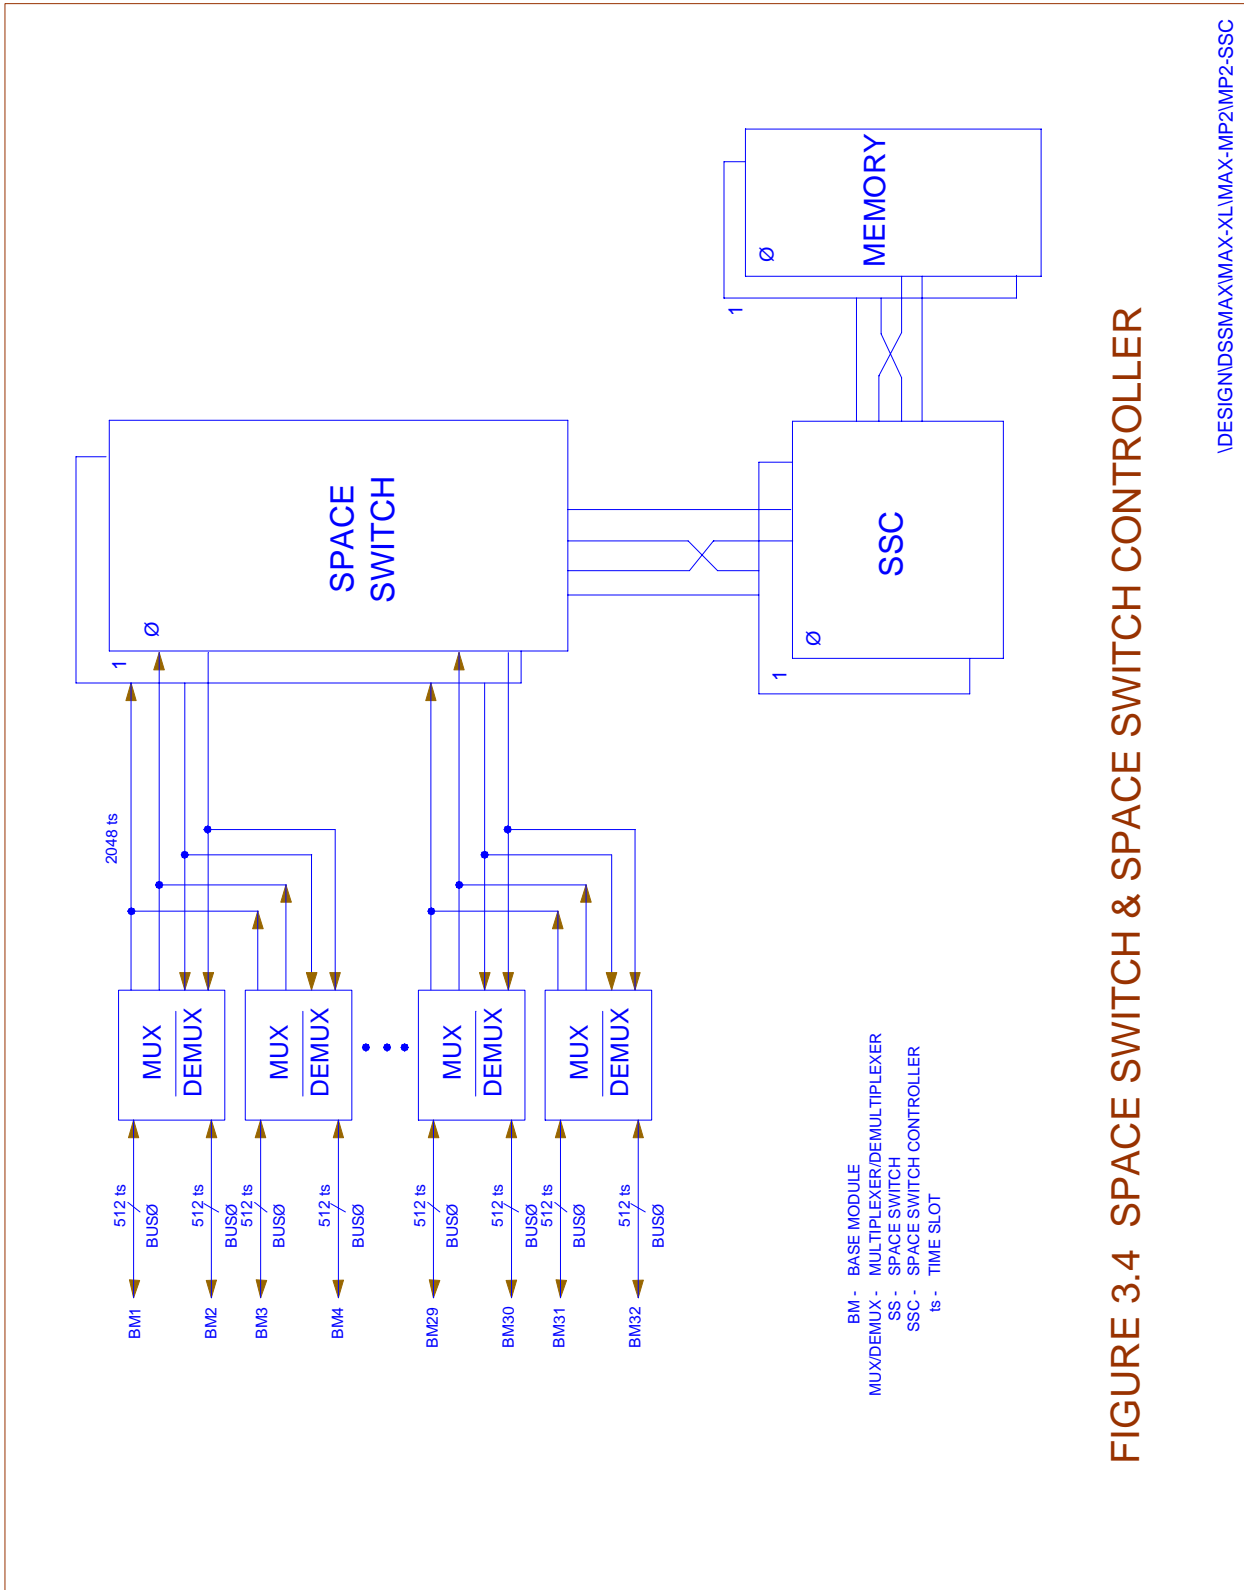 SPACE
SWITCH
Ø
1
2048 ts
MUX
DEMUX
MUX
DEMUX
MUX
DEMUX
MUX
DEMUX
512 ts
BUSØ
512 ts
BUSØ
512 ts
BUSØ
512 ts
BUSØ
512 ts
BUSØ
512 ts
BUSØ
512 ts
BUSØ
512 ts
BUSØ
BM1
BM2
BM3
BM4
BM29
BM30
BM31
BM32
MEMORY
Ø
1
SSC
Ø
1
BM - BASE MODULE
MUX/DEMUX - MULTIPLEXER/DEMULTIPLEXER
SS - SPACE SWITCH
SSC - SPACE SWITCH CONTROLLER
ts - TIME SLOT
FIGURE 3.4 SPACE SWITCH & SPACE SWITCH CONTROLLER
\DESIGN\DSSMAX\MAX-XL\MAX-MP2\MP2-SSC